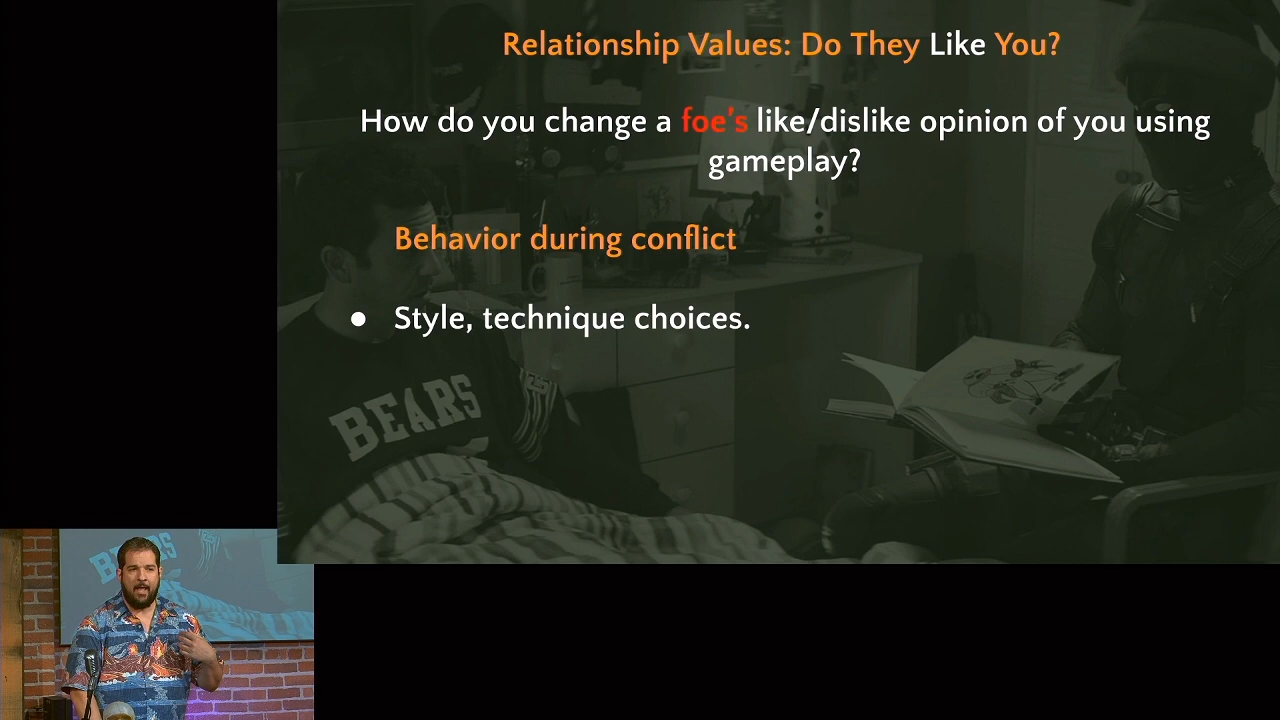 Relationship Values: Do They Like You?
How do you change a foe's like/dislike opinion of you using
gameplay?
Behavior during conflict
● Style, technique choices.
BEARS
BEARS